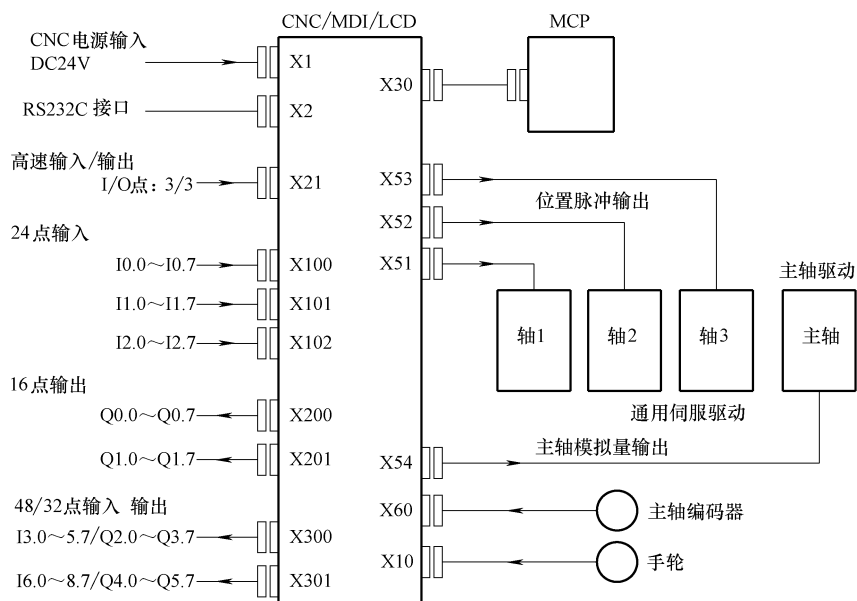 CNC/MDI/LCD
MCP
CNC电源输入
DC24V
X1
X30
RS232C 接口
X2
高速输入/输出
I/O点：3/3
X21
X53
位置脉冲输出
X52
24点输入
X51
I0.0～I0.7
X100
主轴驱动
I1.0～I1.7
X101
I2.0～I2.7
X102
轴1
轴2
轴3
主轴
16点输出
Q0.0～Q0.7
X200
通用伺服驱动
Q1.0～Q1.7
X201
X54
主轴模拟量输出
48/32点输入 输出
X60
主轴编码器
I3.0～5.7/Q2.0～Q3.7
X300
X10
手轮
I6.0～8.7/Q4.0～Q5.7
X301